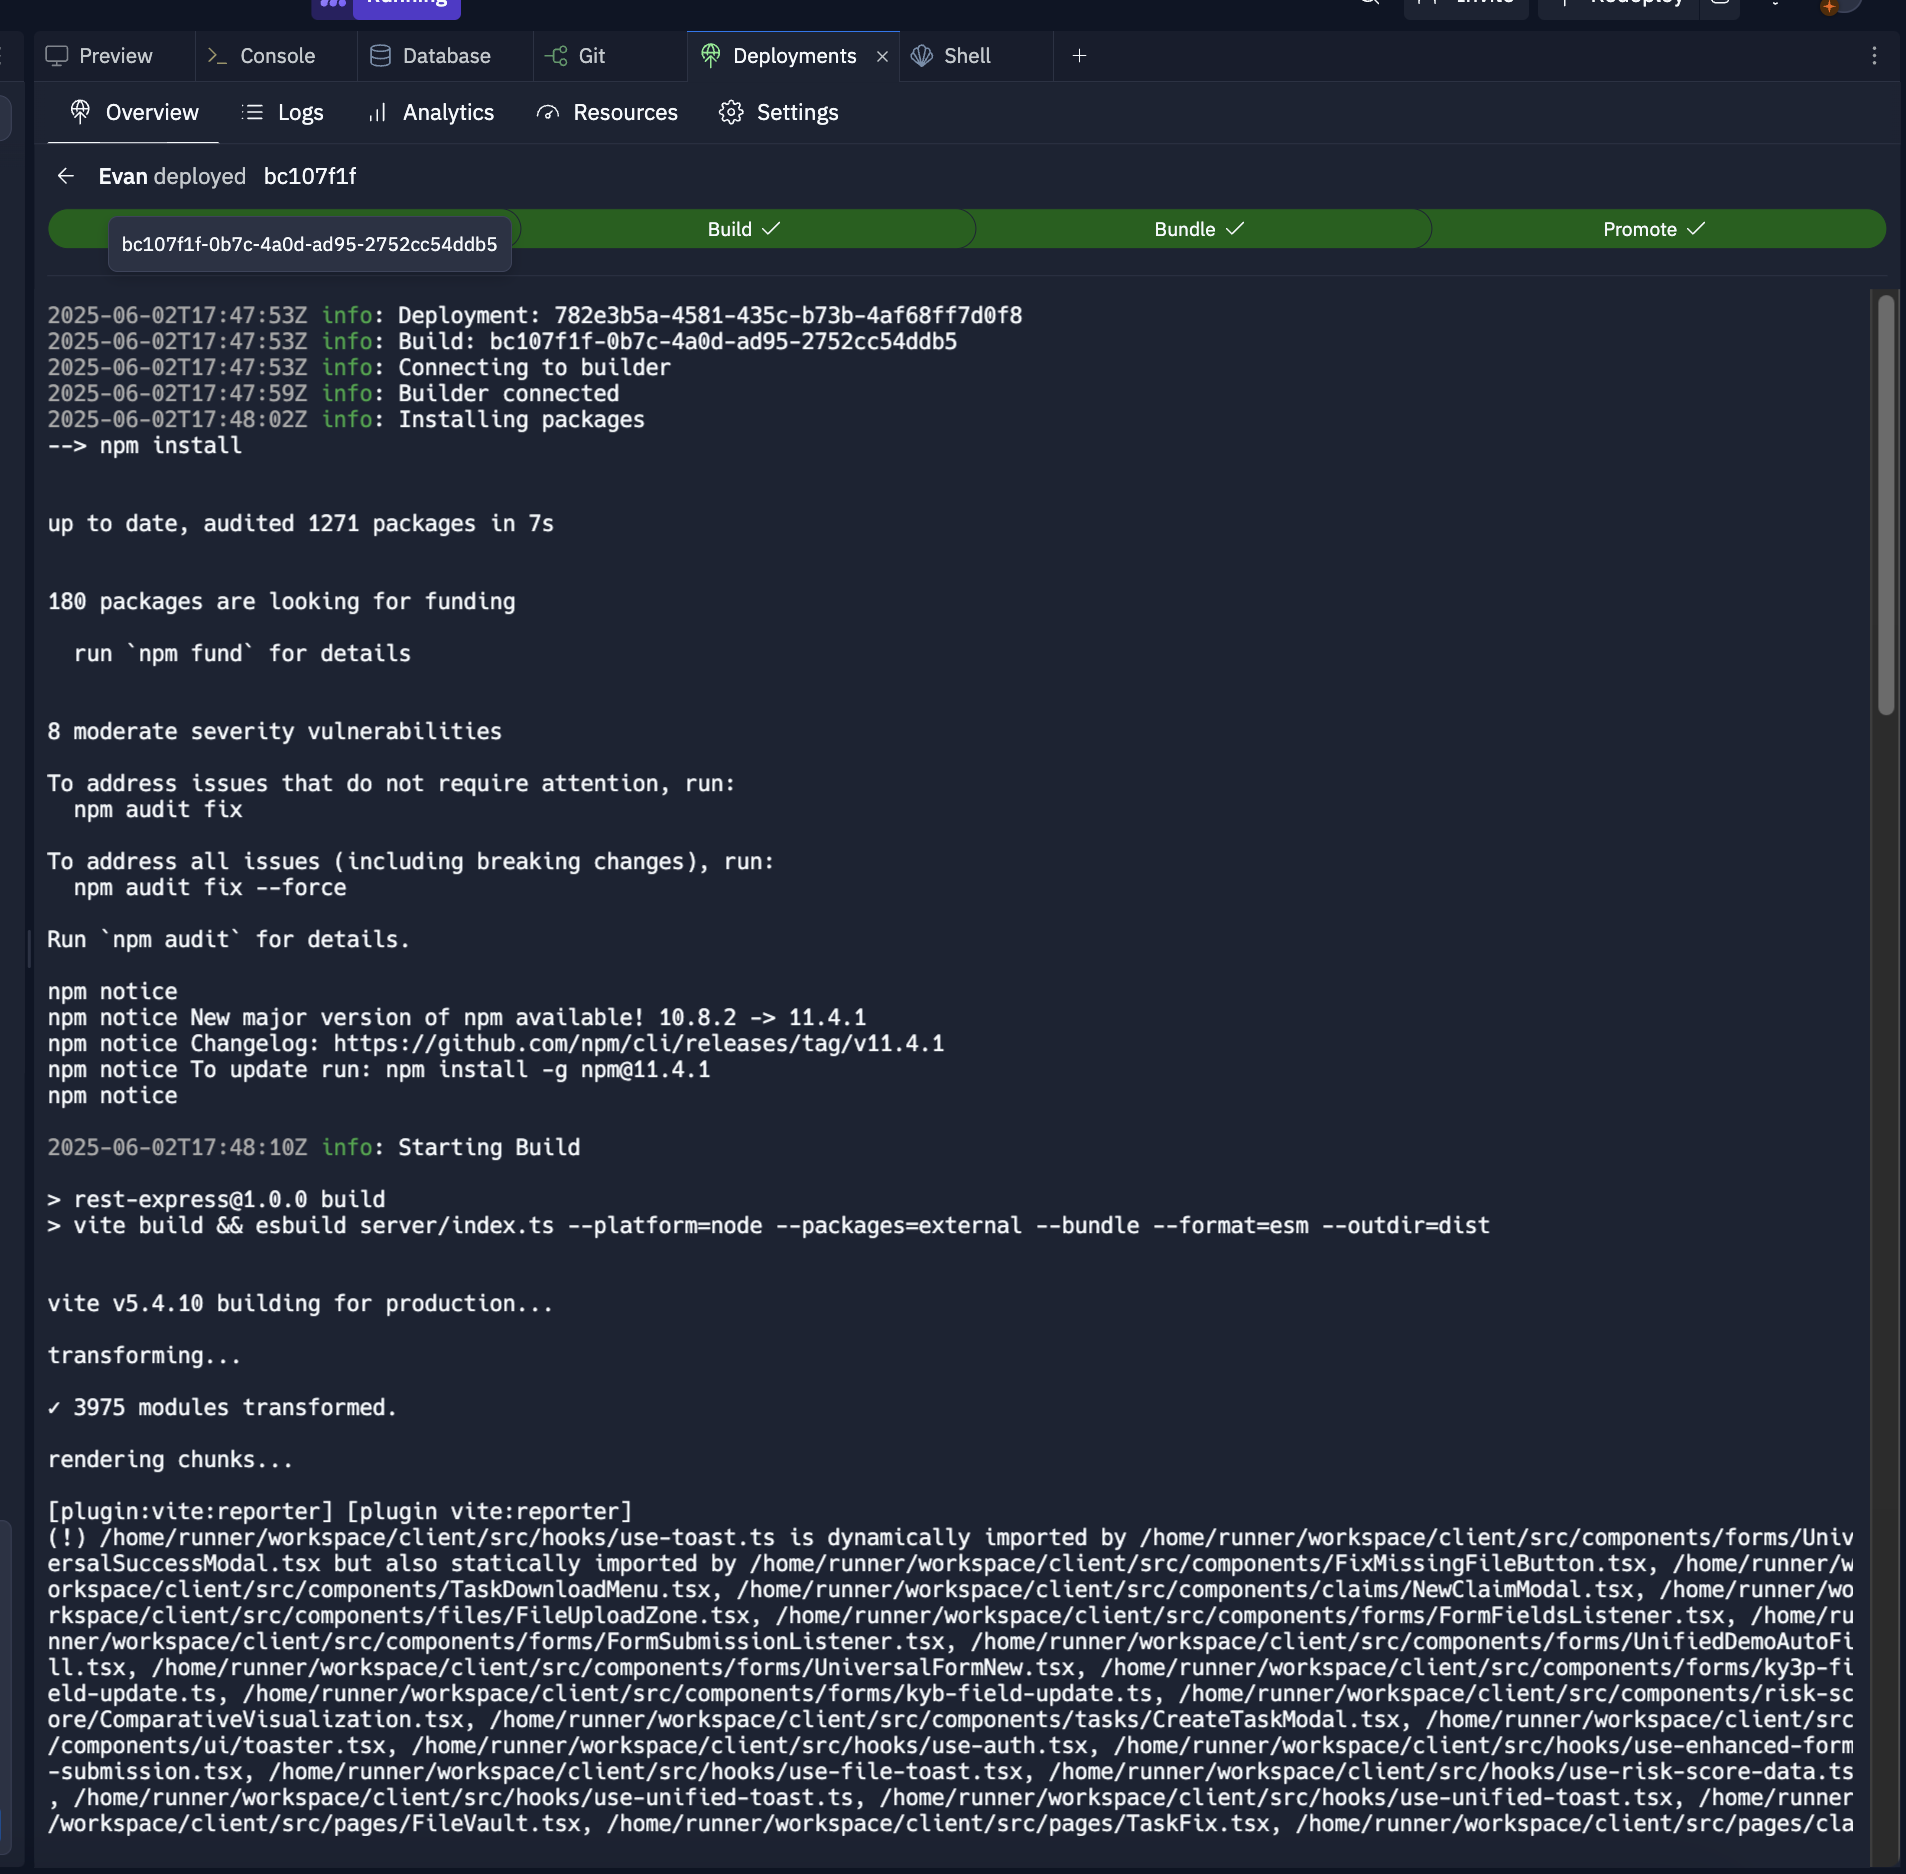 Running
Invite
Redeploy
Preview
Console
Database
Git
Deployments
Shell
Overview
Logs
Analytics
Resources
Settings
Evan deployed bc107f1f
Build
Bundle
Promote
bc107f1f-0b7c-4a0d-ad95-2752cc54ddb5
2025-06-02T17:47:53Z info: Deployment: 782e3b5a-4581-435c-b73b-4af68ff7d0f8
2025-06-02T17:47:53Z info: Build: bc107f1f-0b7c-4a0d-ad95-2752cc54ddb5
2025-06-02T17:47:53Z info: Connecting to builder
2025-06-02T17:47:59Z info: Builder connected
2025-06-02T17:48:02Z info: Installing packages
--> npm install
up to date, audited 1271 packages in 7s
180 packages are looking for funding
run `npm fund` for details
8 moderate severity vulnerabilities
To address issues that do not require attention, run:
npm audit fix
To address all issues (including breaking changes), run:
npm audit fix --force
Run `npm audit` for details.
npm notice
npm notice New major version of npm available! 10.8.2 -> 11.4.1
npm notice Changelog: https://github.com/npm/cli/releases/tag/v11.4.1
npm notice To update run: npm install -g npm@11.4.1
npm notice
2025-06-02T17:48:10Z info: Starting Build
> rest-express@1.0.0 build
> vite build && esbuild server/index.ts --platform=node --packages=external --bundle --format=esm --outdir=dist
vite v5.4.10 building for production...
transforming...
✓ 3975 modules transformed.
rendering chunks...
[plugin:vite:reporter] [plugin vite:reporter]
(!) /home/runner/workspace/client/src/hooks/use-toast.ts is dynamically imported by /home/runner/workspace/client/src/components/forms/Univ
ersalSuccessModal.tsx but also statically imported by /home/runner/workspace/client/src/components/FixMissingFileButton.tsx, /home/runner/w
orkspace/client/src/components/TaskDownloadMenu.tsx, /home/runner/workspace/client/src/components/claims/NewClaimModal.tsx, /home/runner/wo
rkspace/client/src/components/files/FileUploadZone.tsx, /home/runner/workspace/client/src/components/forms/FormFieldsListener.tsx, /home/ru
nner/workspace/client/src/components/forms/FormSubmissionListener.tsx, /home/runner/workspace/client/src/components/forms/UnifiedDemoAutoFi
ll.tsx, /home/runner/workspace/client/src/components/forms/UniversalFormNew.tsx, /home/runner/workspace/client/src/components/forms/ky3p-fi
eld-update.ts, /home/runner/workspace/client/src/components/forms/kyb-field-update.ts, /home/runner/workspace/client/src/components/risk-sc
ore/ComparativeVisualization.tsx, /home/runner/workspace/client/src/components/tasks/CreateTaskModal.tsx, /home/runner/workspace/client/src
/components/ui/toaster.tsx, /home/runner/workspace/client/src/hooks/use-auth.tsx, /home/runner/workspace/client/src/hooks/use-enhanced-form
-submission.tsx, /home/runner/workspace/client/src/hooks/use-file-toast.tsx, /home/runner/workspace/client/src/hooks/use-risk-score-data.ts
, /home/runner/workspace/client/src/hooks/use-unified-toast.ts, /home/runner/workspace/client/src/hooks/use-unified-toast.tsx, /home/runner
/workspace/client/src/pages/FileVault.tsx, /home/runner/workspace/client/src/pages/TaskFix.tsx, /home/runner/workspace/client/src/pages/cla